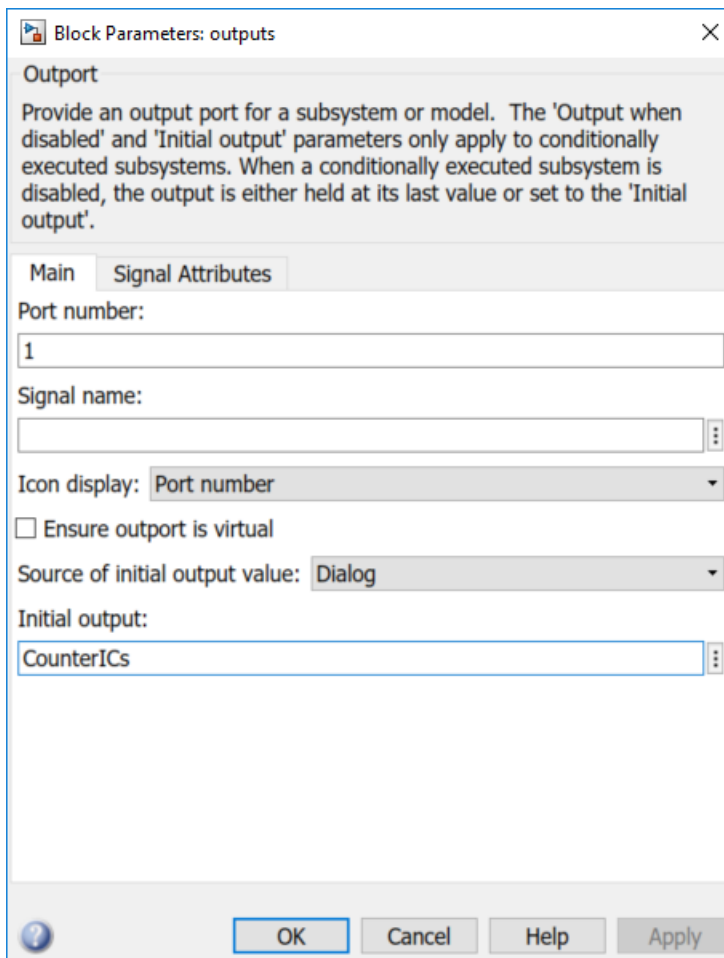 Block Parameters: outputs
Outport
Provide an output port for a subsystem or model.  The 'Output when
disabled' and 'Initial output' parameters only apply to conditionally
executed subsystems. When a conditionally executed subsystem is
disabled, the output is either held at its last value or set to the 'Initial
output'.
Main Signal Attributes
Port number:
1
Signal name:
Icon display: Port number
Ensure outport is virtual
Source of initial output value: Dialog
Initial output:
CounterICs
OK Cancel Help Apply